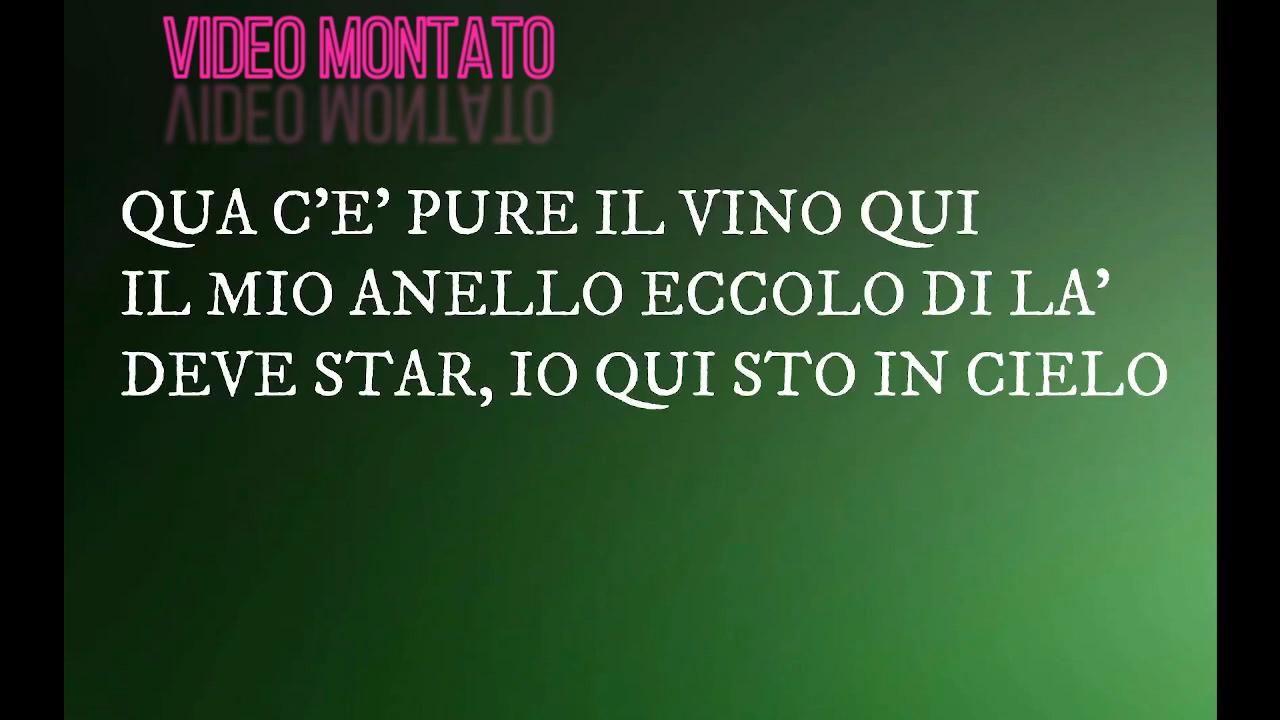 VIDEO MONTATO
QUA C'E' PURE IL VINO QUI
IL MIO ANELLO ECCOLO DI LA'
DEVE STAR, IO QUI STO IN CIELO